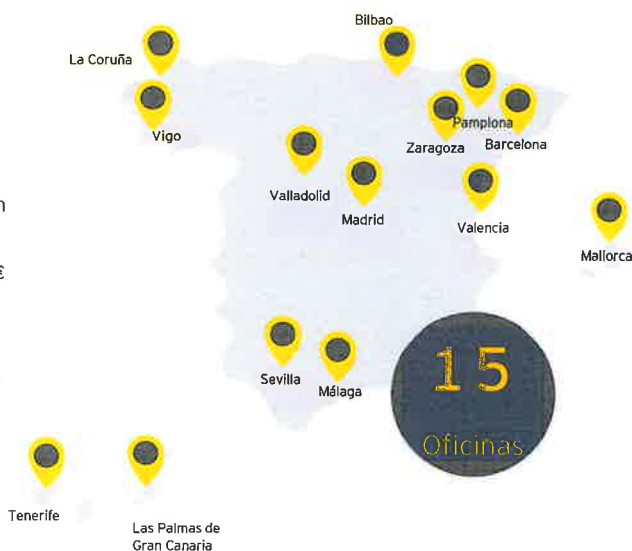 Bilbao
La Coruña
Vigo
Pamplona
Zaragoza
Barcelona
Valladolid
Madrid
Valencia
Mallorca
n
€
Sevilla
Málaga
15
Oficinas
Tenerife
Las Palmas de
Gran Canaria